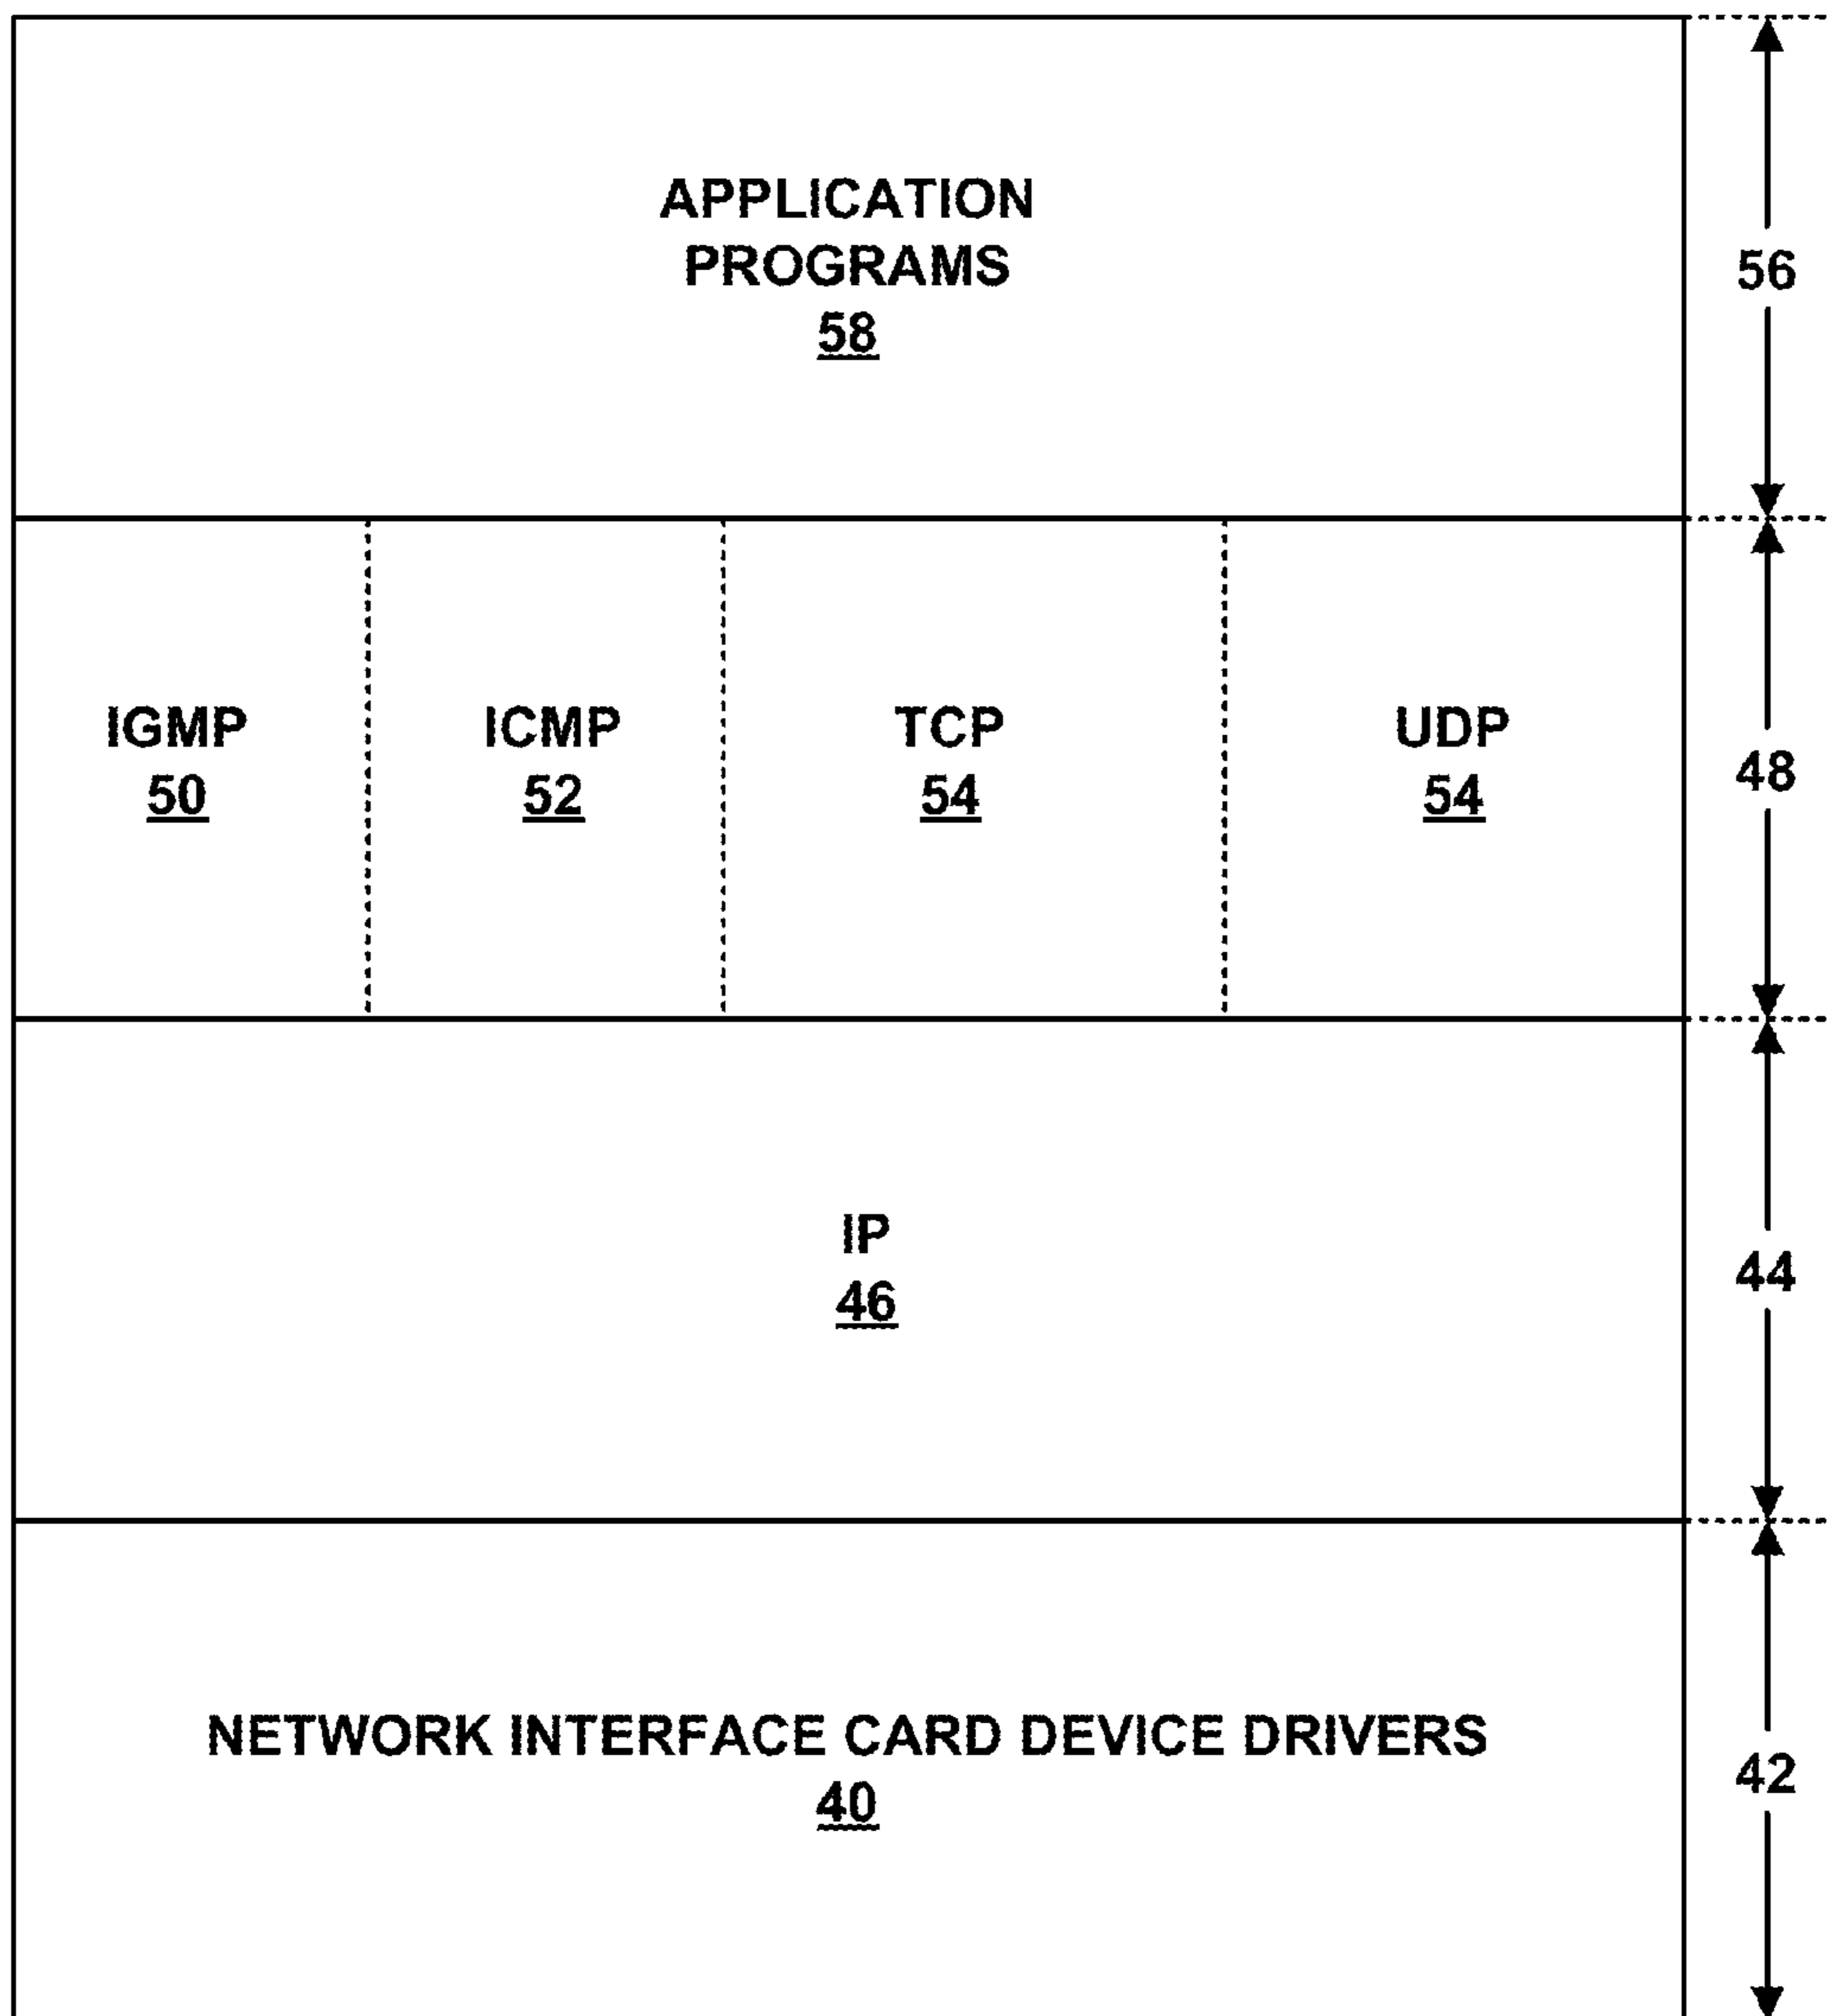 APPLICATION
PROGRAMS
58
56
IGMP
50
ICMP
52
TCP
54
UDP
54
48
IP
46
44
NETWORK INTERFACE CARD DEVICE DRIVERS
40
42